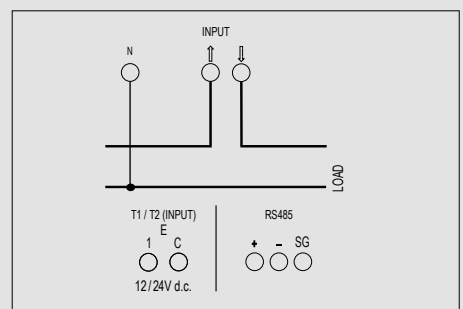 INPUT
N
LOAD
T1 / T2 (INPUT)
E
1 C
12/24V d.c.
RS485
+ – SG